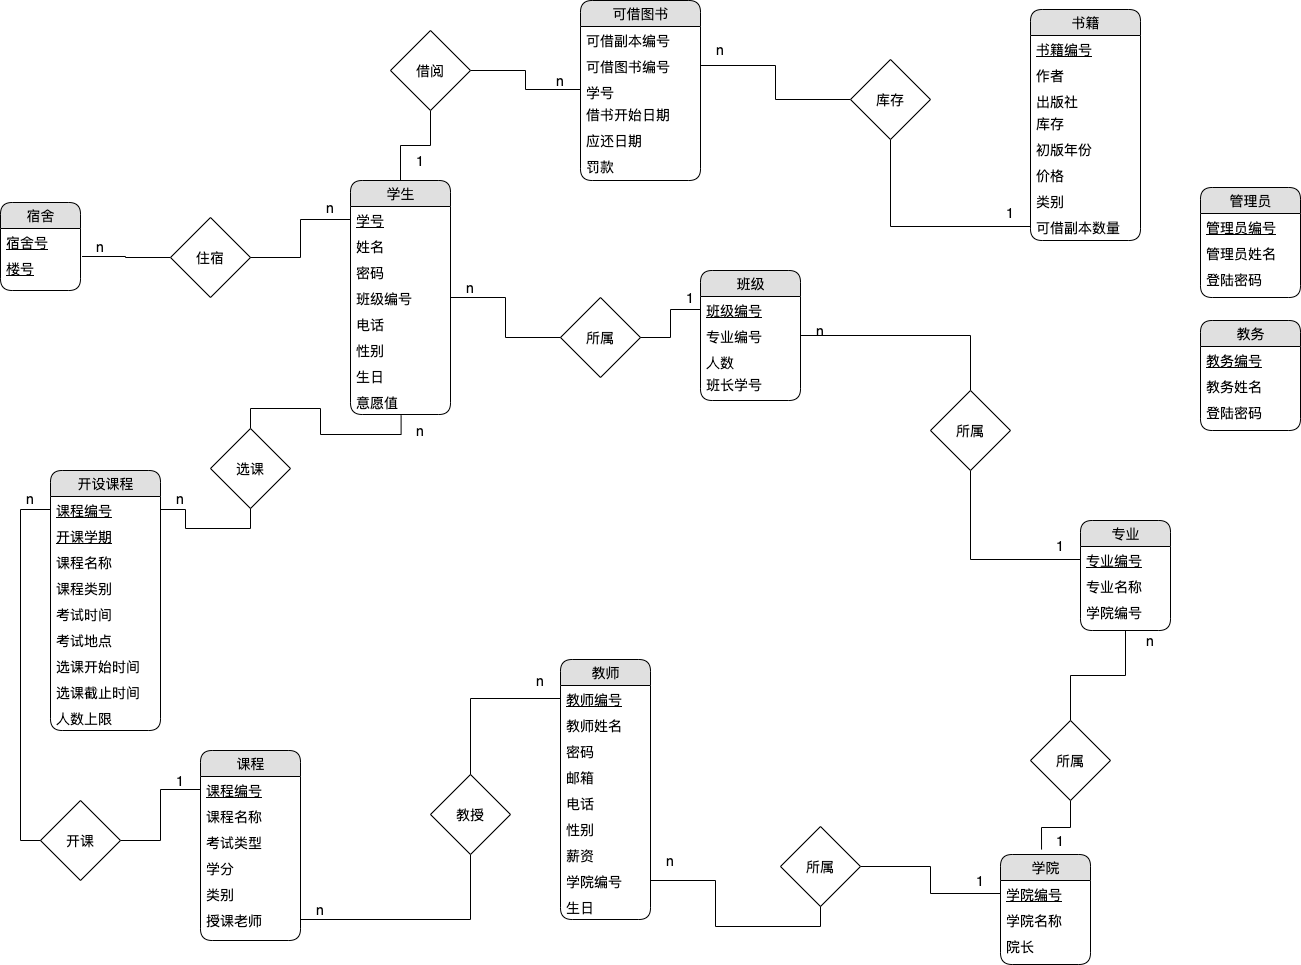 可借图书
可借副本编号
可借图书编号
学号
借书开始日期
应还日期
罚款
书籍
书籍编号
作者
出版社
库存
初版年份
价格
类别
可借副本数量
借阅
n
1
n
库存
1
管理员
管理员编号
管理员姓名
登陆密码
教务
教务编号
教务姓名
登陆密码
宿舍
宿舍号
楼号
n
住宿
n
学生
学号
姓名
密码
班级编号
电话
性别
生日
意愿值
n
所属
1
班级
班级编号
专业编号
人数
班长学号
n
所属
1
n
选课
n
n
开设课程
课程编号
开课学期
课程名称
课程类别
考试时间
考试地点
选课开始时间
选课截止时间
人数上限
专业
专业编号
专业名称
学院编号
n
所属
1
开课
1
课程
课程编号
课程名称
考试类型
学分
类别
授课老师
n
教授
n
教师
教师编号
教师姓名
密码
邮箱
电话
性别
薪资
学院编号
生日
n
所属
1
学院
学院编号
学院名称
院长